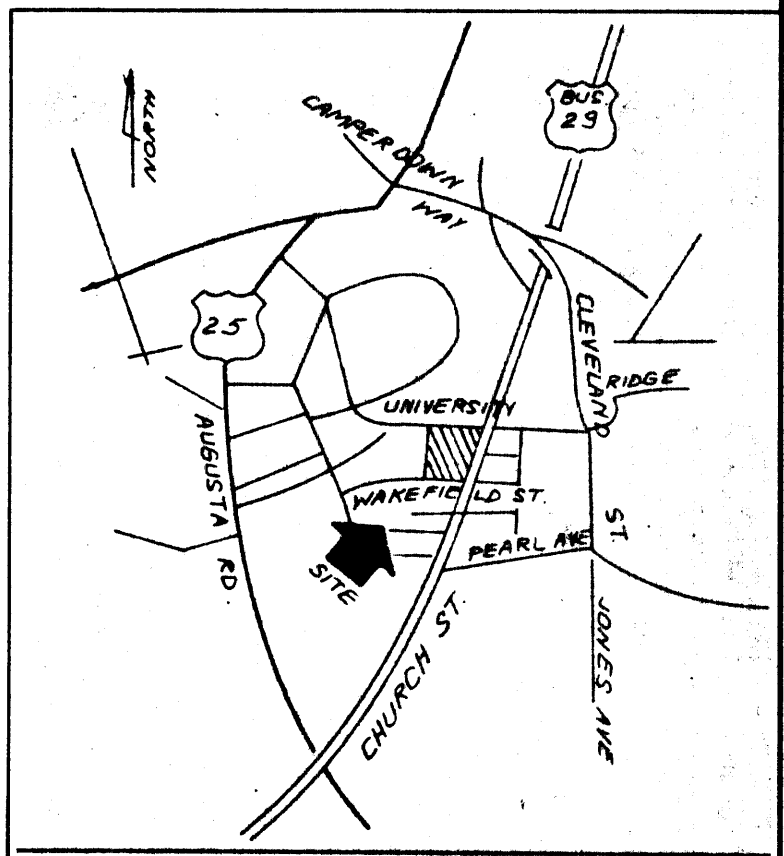 BUS.
29
NORTH
CAMPERDOWN
WAY
25
CLEVELAND
ST
RIDGE
UNIVERSITY
AUGUSTA
RD.
WAKEFIELD ST.
PEARL AVE
SITE
CHURCH ST.
JONES AVE